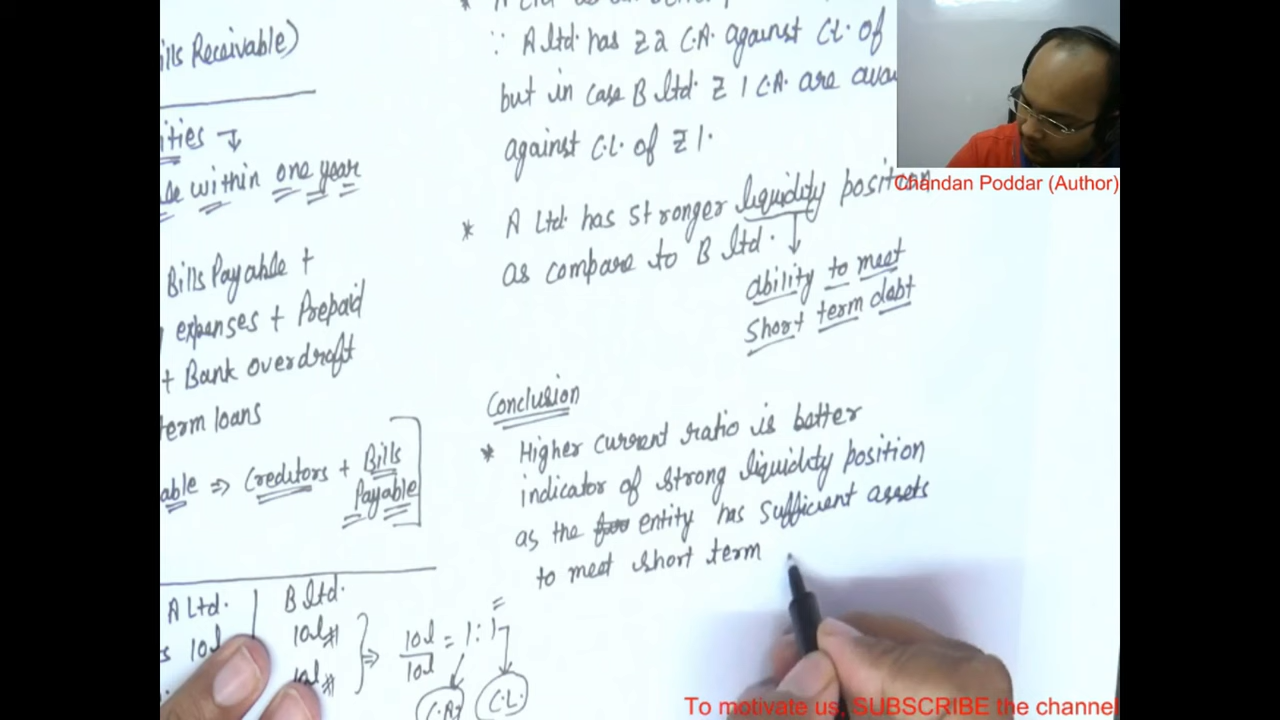 ills Receivable)
ities ↓
le within one year
Bills Payable +
expenses + Prepaid
+ Bank overdraft
term loans
able ⇒ Creditors + Bills
Payable
A Ltd. | B ltd.
10l 10l
10l
10l = 1:1
10l
C.A. C.L.
∵ A ltd. has ₹2 C.A. against C.L. of
but in case B ltd. ₹1 C.A. are
against C.L. of ₹1.
* A Ltd. has stronger liquidity position
as compare to B ltd.
ability to meet
short term debt
Conclusion
* Higher current ratio is better
indicator of strong liquidity position
as the entity has sufficient assets
to meet short term
Chandan Poddar (Author)
To motivate us, SUBSCRIBE the channel